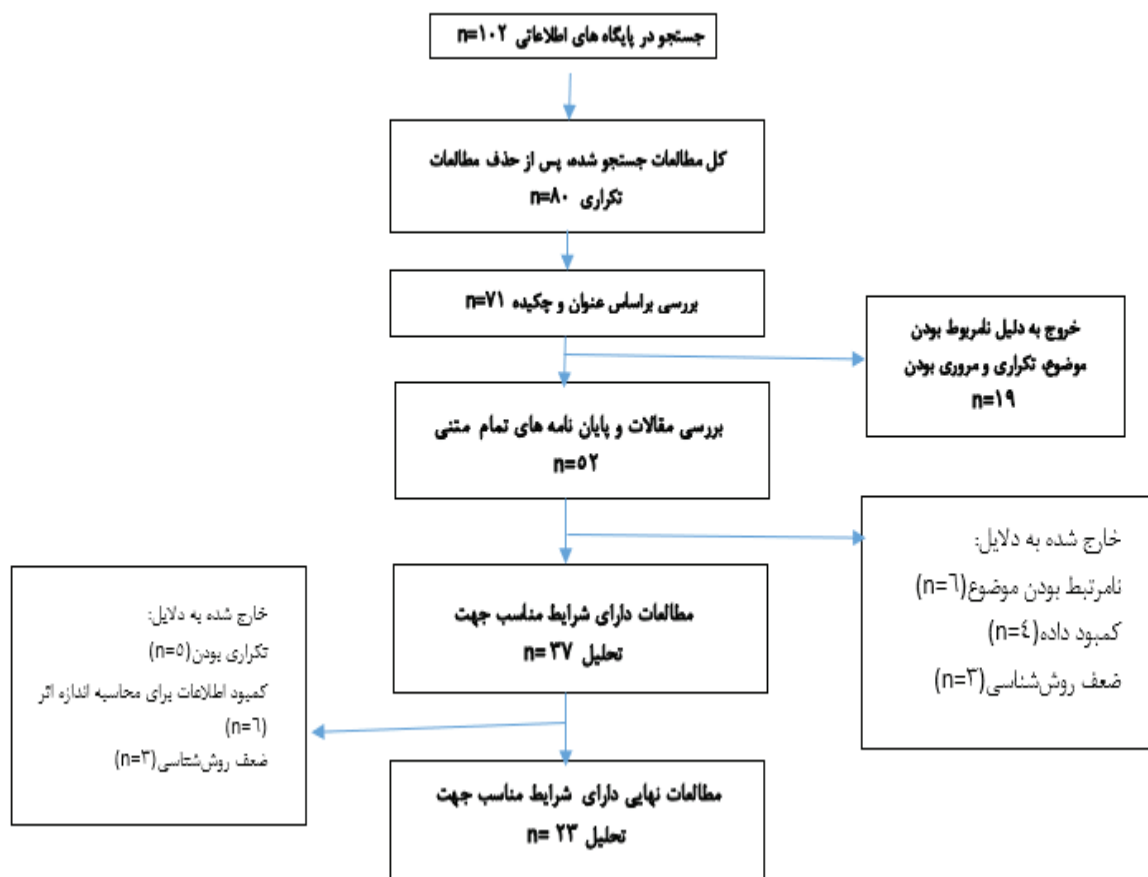 جستجو در پایگاه های اطلاعاتی n=۱۰۲
کل مطالعات جستجو شده، پس از حذف مطالعات
تکراری n=۸۰
بررسی براساس عنوان و چکیده n=۷۱
خروج به دلیل نامربوط بودن
موضوع، تکراری و مروری بودن
n=۱۹
بررسی مقالات و پایان نامه های تمام متنی
n=٥٢
خارج شده به دلایل:
نامرتبط بودن موضوع(n=٦)
کمبود داده(n=٤)
ضعف روش‌شناسی(n=۳)
مطالعات دارای شرایط مناسب جهت
تحلیل n= ۳۷
خارج شده به دلایل:
تکراری بودن(n=٥)
کمبود اطلاعات برای محاسبه اندازه اثر
(n=٦)
ضعف روش‌شناسی(n=۳)
مطالعات نهایی دارای شرایط مناسب جهت
تحلیل n= ۲۳